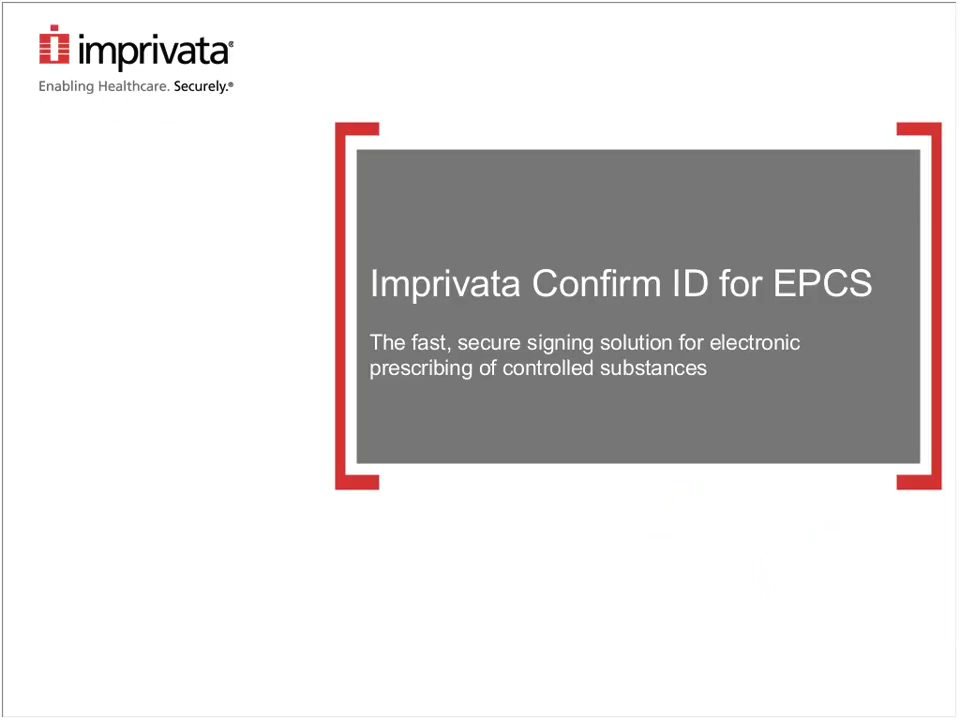 imprivata®
Enabling Healthcare. Securely.®
Imprivata Confirm ID for EPCS
The fast, secure signing solution for electronic
prescribing of controlled substances